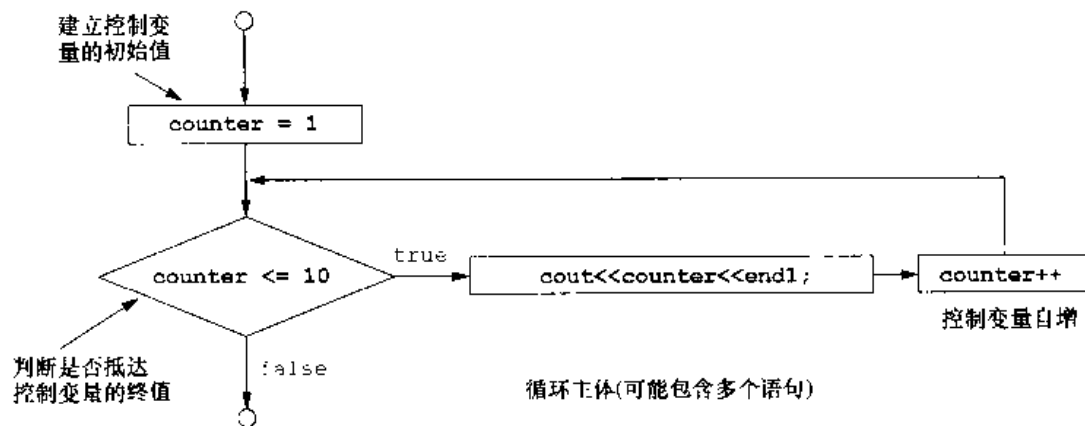 建立控制变
量的初始值
counter = 1
true
counter <= 10
cout<<counter<<endl;
counter++
控制变量自增
判断是否抵达
控制变量的终值
false
循环主体(可能包含多个语句)